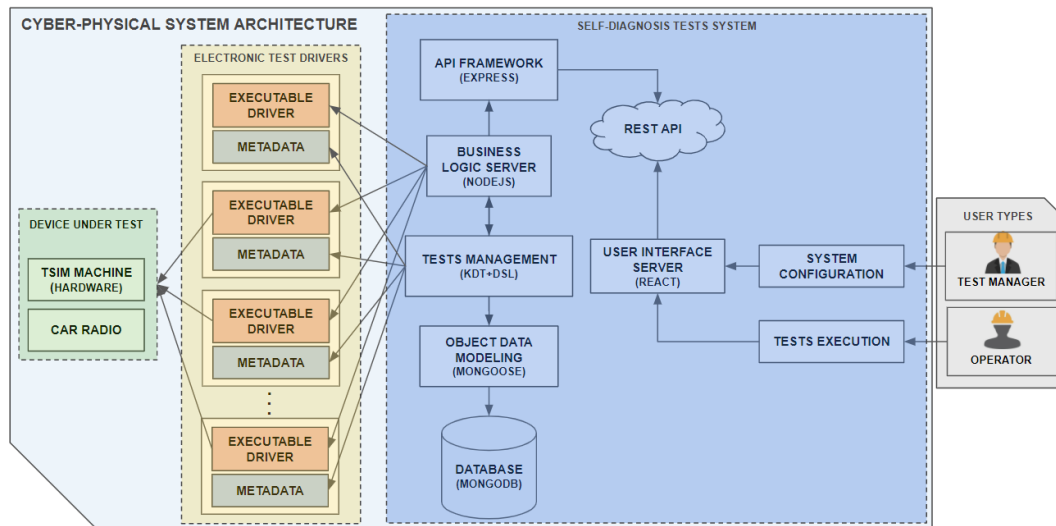 CYBER-PHYSICAL SYSTEM ARCHITECTURE
SELF-DIAGNOSIS TESTS SYSTEM
ELECTRONIC TEST DRIVERS
EXECUTABLE
DRIVER
METADATA
EXECUTABLE
DRIVER
METADATA
EXECUTABLE
DRIVER
METADATA
EXECUTABLE
DRIVER
METADATA
DEVICE UNDER TEST
TSIM MACHINE
(HARDWARE)
CAR RADIO
API FRAMEWORK
(EXPRESS)
REST API
BUSINESS
LOGIC SERVER
(NODEJS)
TESTS MANAGEMENT
(KDT+DSL)
OBJECT DATA
MODELING
(MONGOOSE)
DATABASE
(MONGODB)
USER INTERFACE
SERVER
(REACT)
SYSTEM
CONFIGURATION
TESTS EXECUTION
USER TYPES
TEST MANAGER
OPERATOR